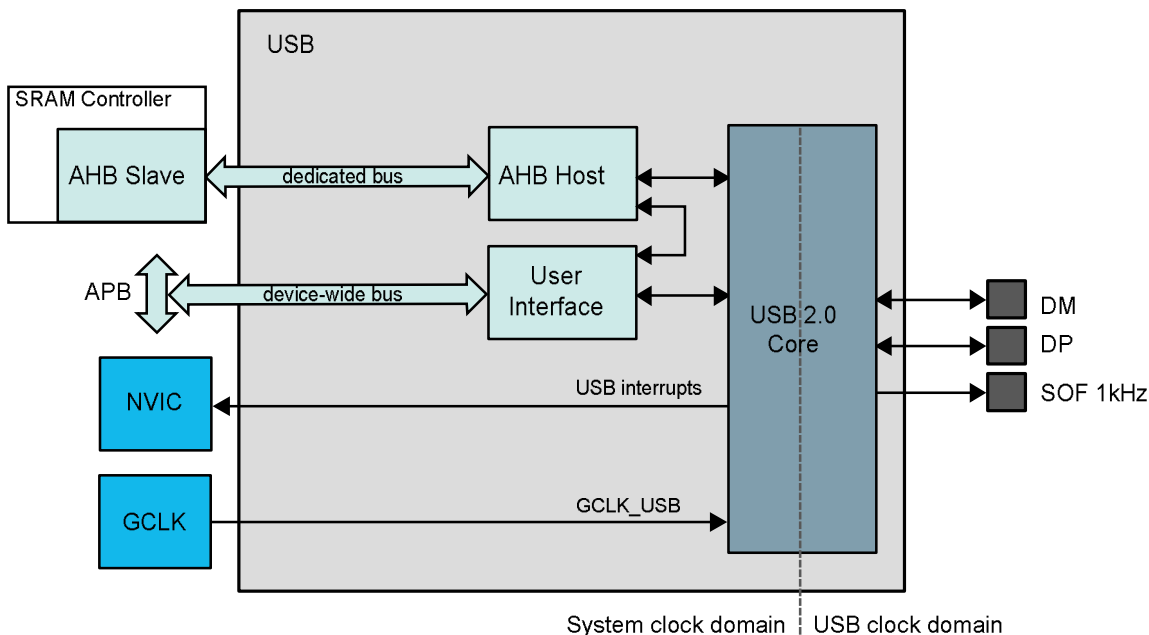 USB
SRAM Controller
AHB Slave
dedicated bus
AHB Host
APB
device-wide bus
User
Interface
USB 2.0
Core
DM
DP
SOF 1kHz
NVIC
USB interrupts
GCLK
GCLK_USB
System clock domain
USB clock domain